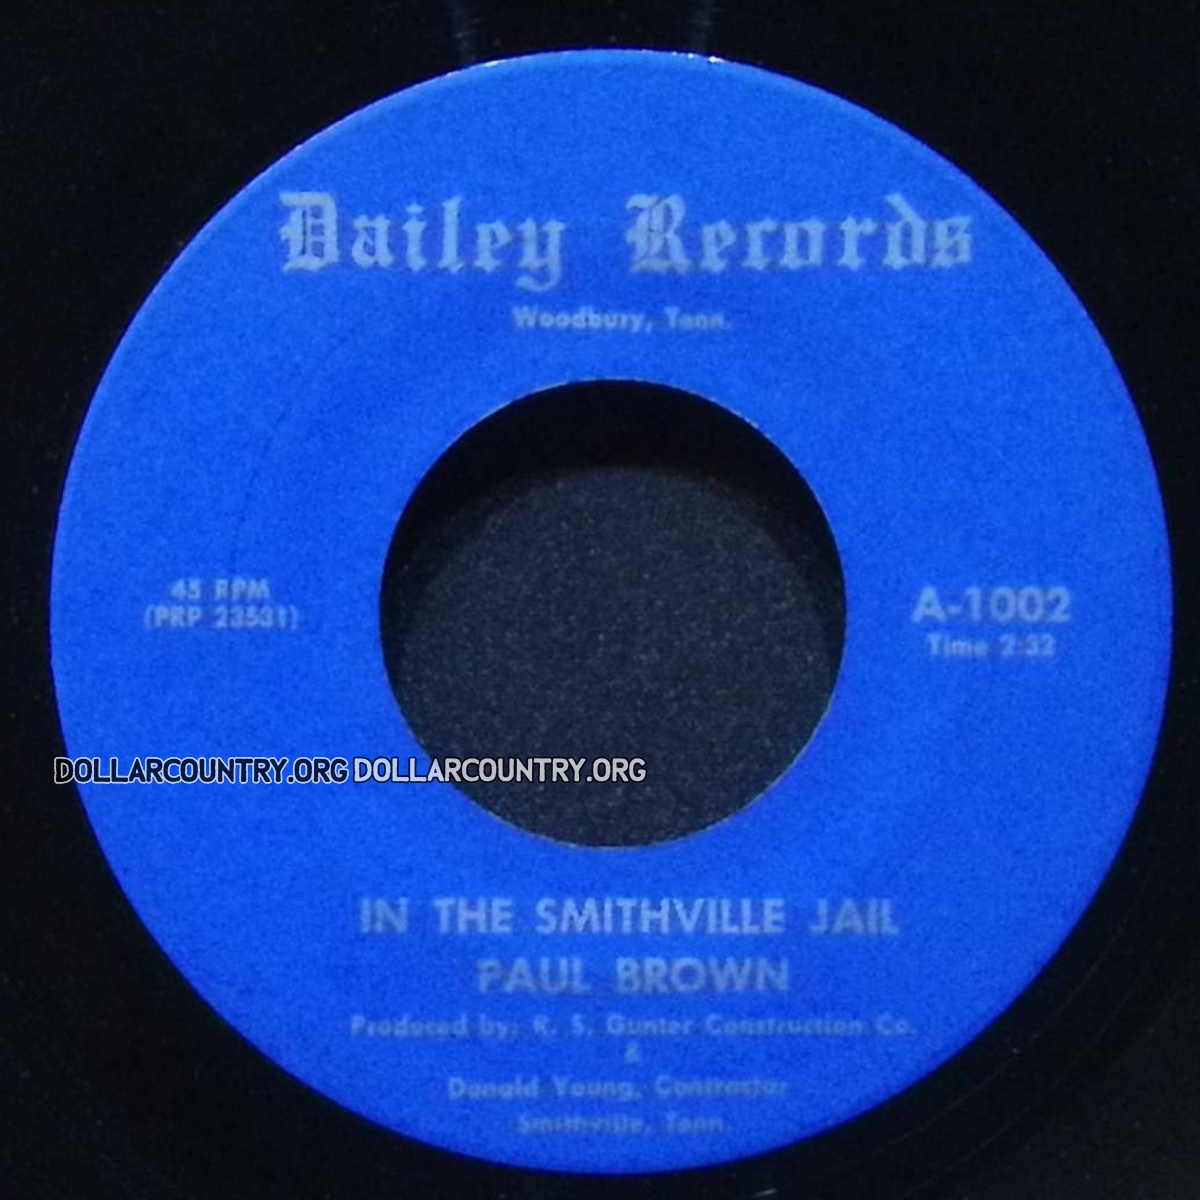 Dailey Records
Woodbury, Tenn.
45 RPM
(PRP 23531)
A-1002
Time 2:32
DOLLARCOUNTRY.ORG DOLLARCOUNTRY.ORG
IN THE SMITHVILLE JAIL
PAUL BROWN
Produced by: R. S. Gunter Construction Co.
&
Donald Young, Contractor
Smithville, Tenn.